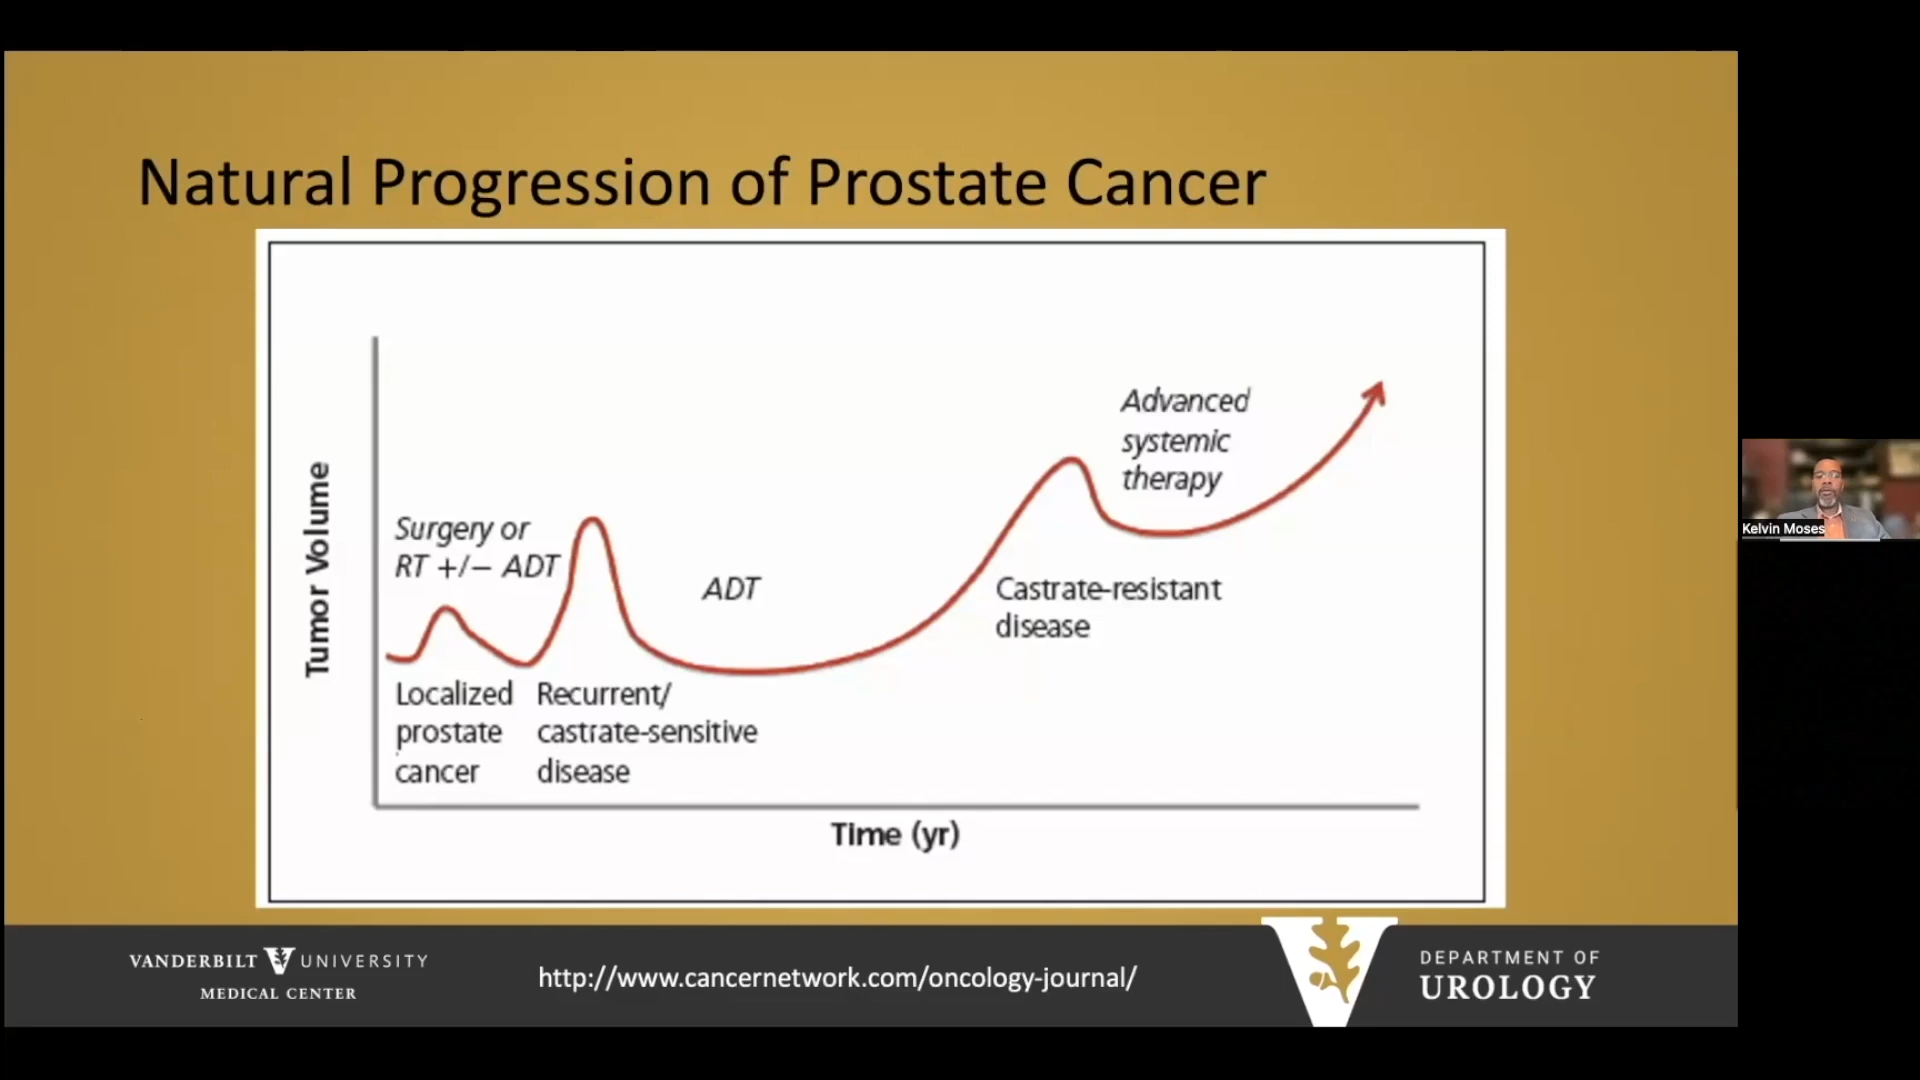 Natural Progression of Prostate Cancer
Tumor Volume
Surgery or
RT +/− ADT
ADT
Advanced
systemic
therapy
Castrate-resistant
disease
Localized
prostate
cancer
Recurrent/
castrate-sensitive
disease
Time (yr)
Kelvin Moses
VANDERBILT V UNIVERSITY
MEDICAL CENTER
http://www.cancernetwork.com/oncology-journal/
V
DEPARTMENT OF
UROLOGY